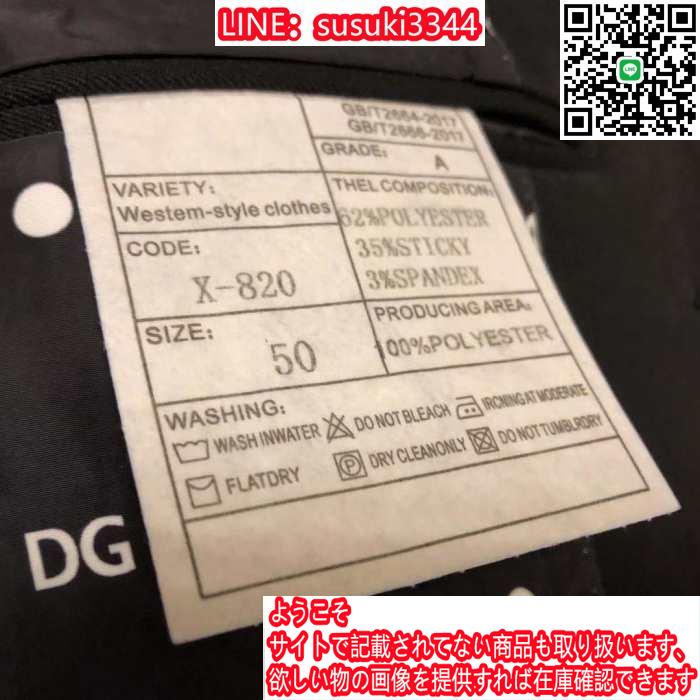 LINE：susuki3344
LINE
GB/T2664-2017
GB/T2666-2017
GRADE: A
VARIETY:
Westem-style clothes
THEL COMPOSITION:
62%POLYESTER
35%STICKY
3%SPANDEX
CODE:
X-820
PRODUCING AREA:
100%POLYESTER
SIZE:
50
WASHING:
WASH INWATER DO NOT BLEACH IRCNING AT MODERATE
FLATDRY P DRY CLEANONLY DO NOT TUMBLRDRY
DG
ようこそ
サイトで記載されてない商品も取り扱います、
欲しい物の画像を提供すれば在庫確認できます